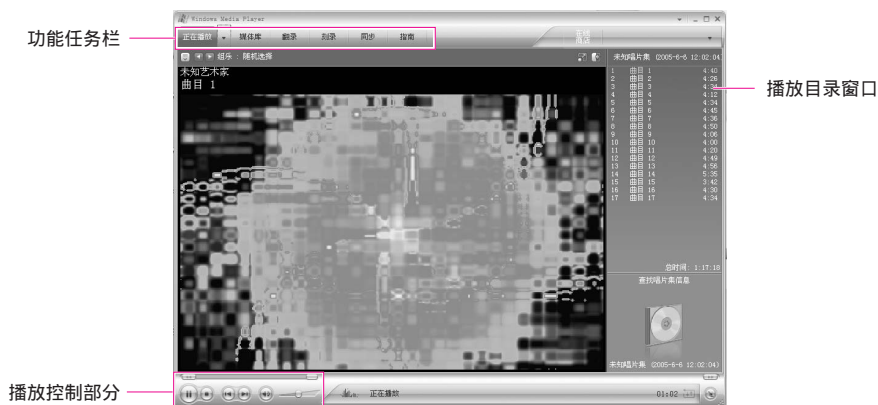 Windows Media Player
功能任务栏
正在播放 媒体库 翻录 刻录 同步 指南
在线商店
组乐：随机选择
未知唱片集 (2005-6-6 12:02:04)
未知艺术家
曲目 1
1 曲目 1 4:40
2 曲目 2 4:26
3 曲目 3 4:34
播放目录窗口
4 曲目 4 4:12
5 曲目 5 4:34
6 曲目 6 4:45
7 曲目 7 4:36
8 曲目 8 4:50
9 曲目 9 4:06
10 曲目 10 4:00
11 曲目 11 4:20
12 曲目 12 4:49
13 曲目 13 4:56
14 曲目 14 5:35
15 曲目 15 3:42
16 曲目 16 4:30
17 曲目 17 4:34
总时间: 1:17:18
查找唱片集信息
未知唱片集 (2005-6-6 12:02:04)
播放控制部分
正在播放
01:02